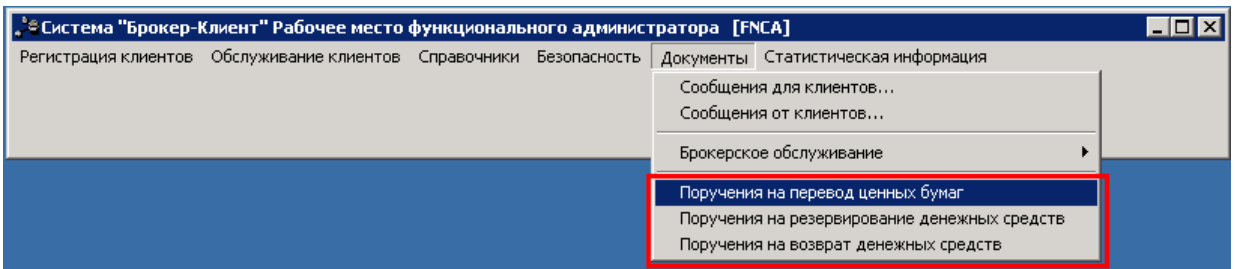 Система "Брокер-Клиент" Рабочее место функционального администратора [FNCA]
Регистрация клиентов Обслуживание клиентов Справочники Безопасность Документы Статистическая информация
Сообщения для клиентов...
Сообщения от клиентов...
Брокерское обслуживание
Поручения на перевод ценных бумаг
Поручения на резервирование денежных средств
Поручения на возврат денежных средств